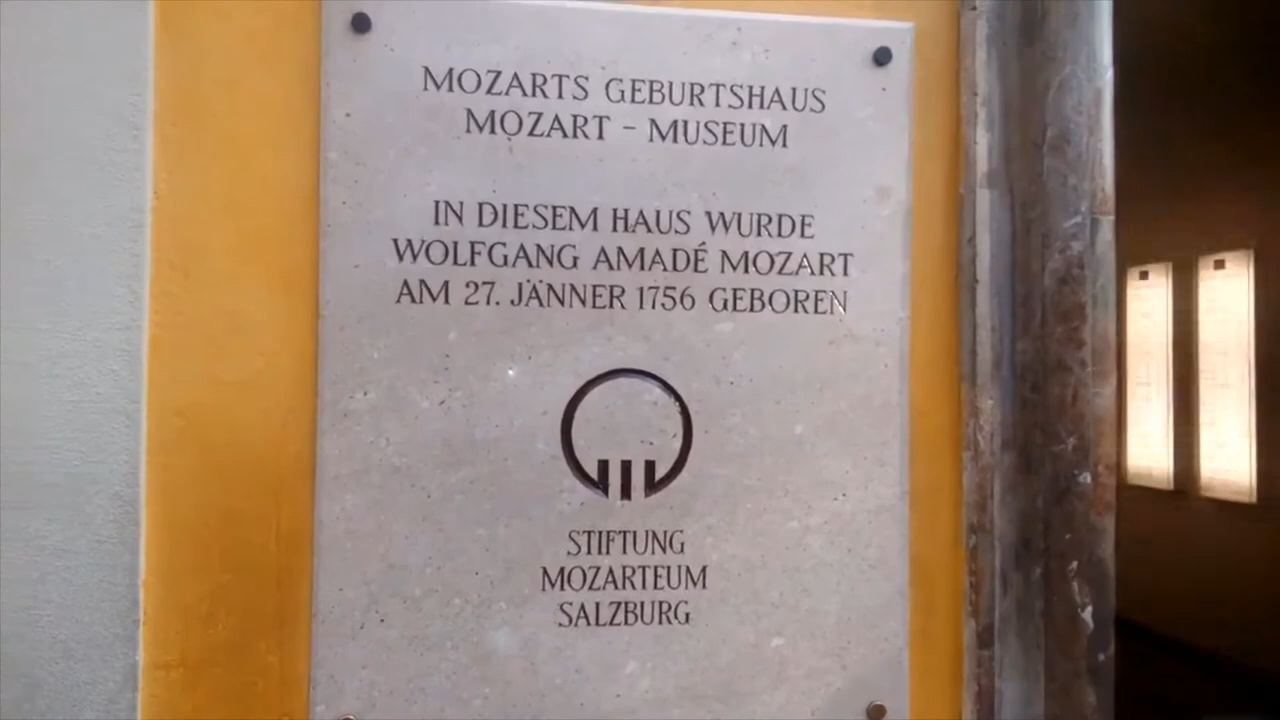 MOZARTS GEBURTSHAUS
MOZART - MUSEUM
IN DIESEM HAUS WURDE
WOLFGANG AMADÉ MOZART
AM 27. JÄNNER 1756 GEBOREN
STIFTUNG
MOZARTEUM
SALZBURG